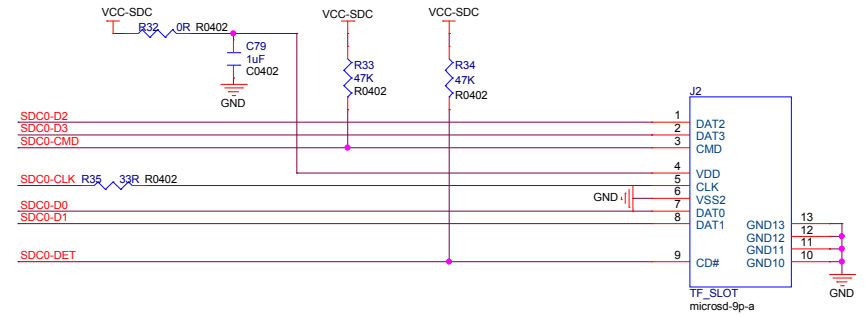 VCC-SDC
VCC-SDC
VCC-SDC
R32 0R R0402
C79
1uF
C0402
GND
R33
47K
R0402
R34
47K
R0402
J2
SDC0-D2 1 DAT2
SDC0-D3 2 DAT3
SDC0-CMD 3 CMD
4 VDD
SDC0-CLK R35 33R R0402 5 CLK
GND 6 VSS2
SDC0-D0 7 DAT0
SDC0-D1 8 DAT1
GND13 13
GND12 12
GND11 11
SDC0-DET 9 CD# GND10 10
GND
TF_SLOT
microsd-9p-a